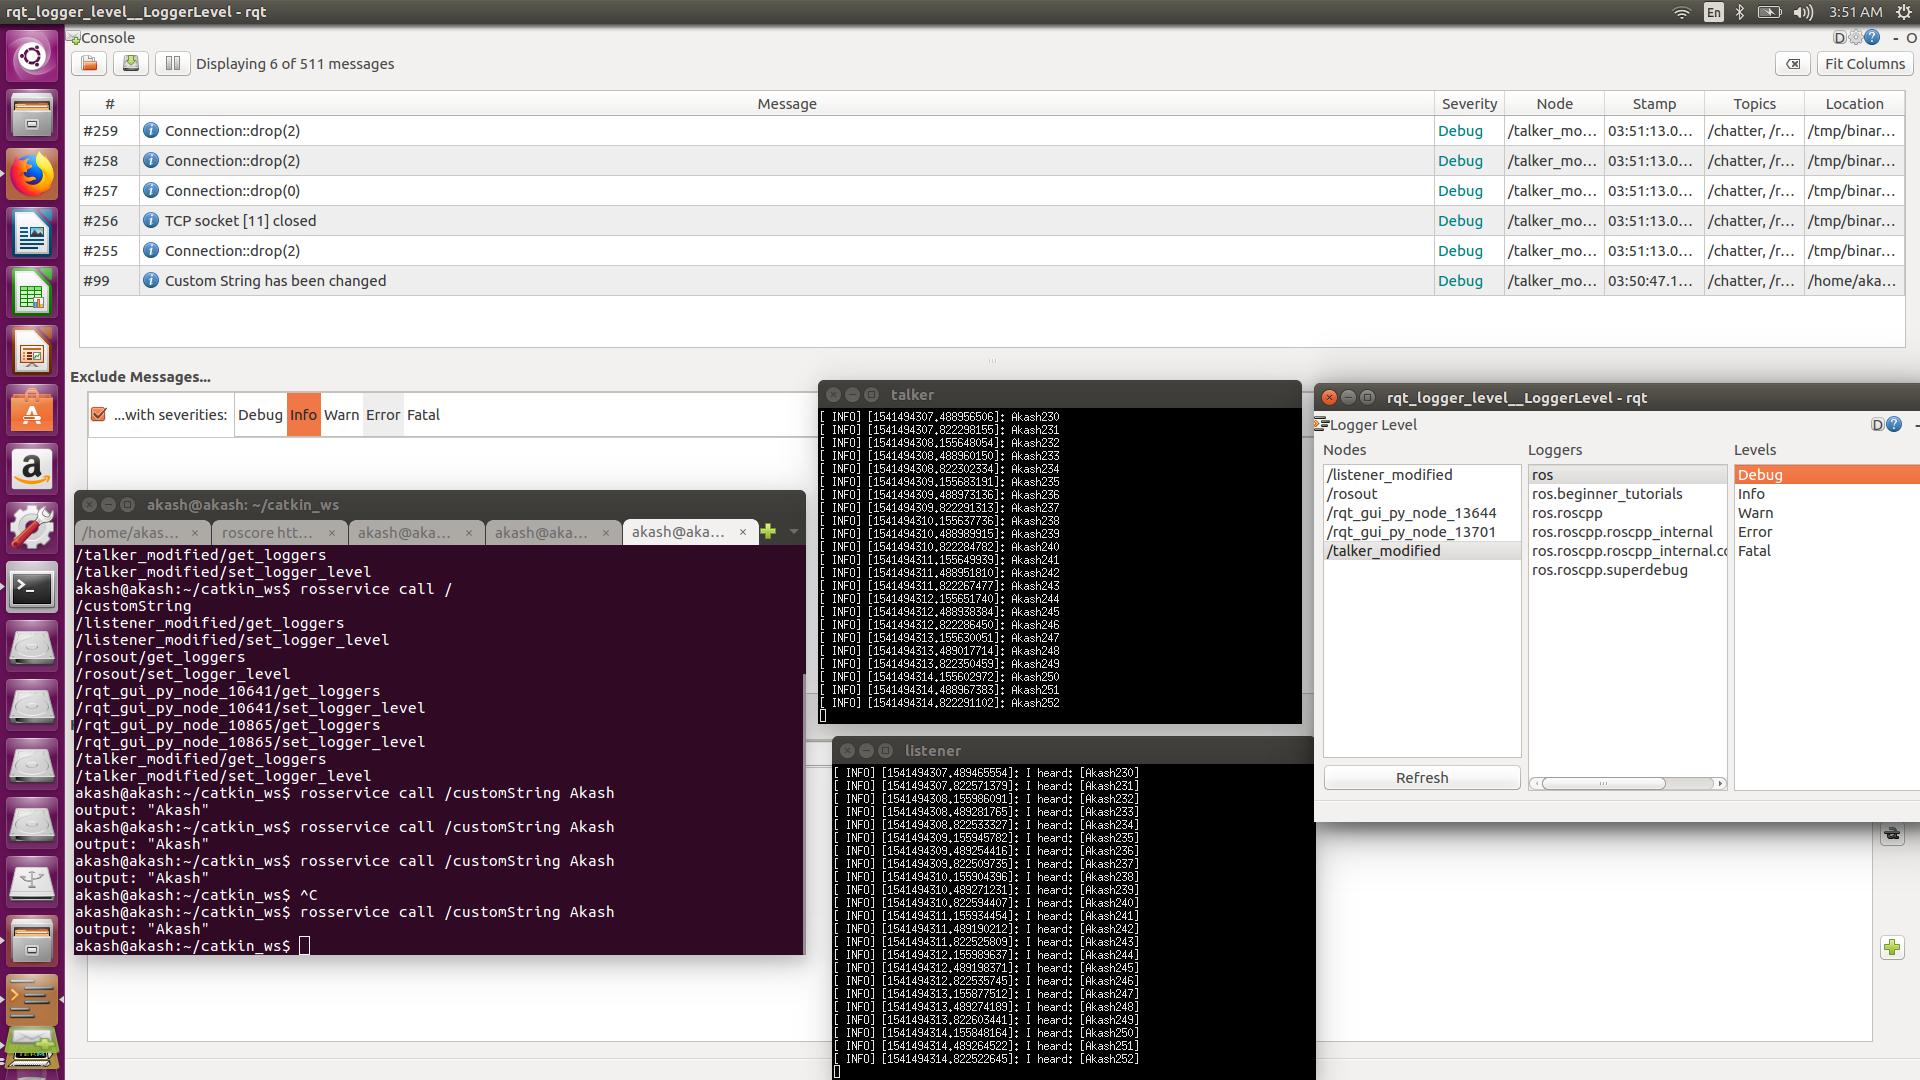 rqt_logger_level__LoggerLevel - rqt
En
3:51 AM
Console
D
- O
Displaying 6 of 511 messages
Fit Columns
# Message Severity Node Stamp Topics Location
#259 Connection::drop(2) Debug /talker_mo... 03:51:13.0... /chatter, /r... /tmp/binar...
#258 Connection::drop(2) Debug /talker_mo... 03:51:13.0... /chatter, /r... /tmp/binar...
#257 Connection::drop(0) Debug /talker_mo... 03:51:13.0... /chatter, /r... /tmp/binar...
#256 TCP socket [11] closed Debug /talker_mo... 03:51:13.0... /chatter, /r... /tmp/binar...
#255 Connection::drop(2) Debug /talker_mo... 03:51:13.0... /chatter, /r... /tmp/binar...
#99 Custom String has been changed Debug /talker_mo... 03:50:47.1... /chatter, /r... /home/aka...
Exclude Messages...
...with severities: Debug Info Warn Error Fatal
akash@akash: ~/catkin_ws
/home/akas... × roscore htt... × akash@aka... × akash@aka... × akash@aka... ×
/talker_modified/get_loggers
/talker_modified/set_logger_level
akash@akash:~/catkin_ws$ rosservice call /
/customString
/listener_modified/get_loggers
/listener_modified/set_logger_level
/rosout/get_loggers
/rosout/set_logger_level
/rqt_gui_py_node_10641/get_loggers
/rqt_gui_py_node_10641/set_logger_level
/rqt_gui_py_node_10865/get_loggers
/rqt_gui_py_node_10865/set_logger_level
/talker_modified/get_loggers
/talker_modified/set_logger_level
akash@akash:~/catkin_ws$ rosservice call /customString Akash
output: "Akash"
akash@akash:~/catkin_ws$ rosservice call /customString Akash
output: "Akash"
akash@akash:~/catkin_ws$ rosservice call /customString Akash
output: "Akash"
akash@akash:~/catkin_ws$ ^C
akash@akash:~/catkin_ws$ rosservice call /customString Akash
output: "Akash"
akash@akash:~/catkin_ws$
talker
[ INFO] [1541494307.488956506]: Akash230
[ INFO] [1541494307.822298155]: Akash231
[ INFO] [1541494308.155648054]: Akash232
[ INFO] [1541494308.488960150]: Akash233
[ INFO] [1541494308.822302334]: Akash234
[ INFO] [1541494309.155683191]: Akash235
[ INFO] [1541494309.488973136]: Akash236
[ INFO] [1541494309.822291313]: Akash237
[ INFO] [1541494310.155637736]: Akash238
[ INFO] [1541494310.488989915]: Akash239
[ INFO] [1541494310.822284782]: Akash240
[ INFO] [1541494311.155649939]: Akash241
[ INFO] [1541494311.488951810]: Akash242
[ INFO] [1541494311.822267477]: Akash243
[ INFO] [1541494312.155651740]: Akash244
[ INFO] [1541494312.488938384]: Akash245
[ INFO] [1541494312.822286450]: Akash246
[ INFO] [1541494313.155630051]: Akash247
[ INFO] [1541494313.489017714]: Akash248
[ INFO] [1541494313.822350459]: Akash249
[ INFO] [1541494314.155602972]: Akash250
[ INFO] [1541494314.488967383]: Akash251
[ INFO] [1541494314.822291102]: Akash252
listener
[ INFO] [1541494307.489465554]: I heard: [Akash230]
[ INFO] [1541494307.822571379]: I heard: [Akash231]
[ INFO] [1541494308.155986091]: I heard: [Akash232]
[ INFO] [1541494308.489281765]: I heard: [Akash233]
[ INFO] [1541494308.822533327]: I heard: [Akash234]
[ INFO] [1541494309.155945782]: I heard: [Akash235]
[ INFO] [1541494309.489254416]: I heard: [Akash236]
[ INFO] [1541494309.822509735]: I heard: [Akash237]
[ INFO] [1541494310.155904396]: I heard: [Akash238]
[ INFO] [1541494310.489271231]: I heard: [Akash239]
[ INFO] [1541494310.822594407]: I heard: [Akash240]
[ INFO] [1541494311.155934454]: I heard: [Akash241]
[ INFO] [1541494311.489190212]: I heard: [Akash242]
[ INFO] [1541494311.822525809]: I heard: [Akash243]
[ INFO] [1541494312.155989637]: I heard: [Akash244]
[ INFO] [1541494312.489198371]: I heard: [Akash245]
[ INFO] [1541494312.822535745]: I heard: [Akash246]
[ INFO] [1541494313.155877512]: I heard: [Akash247]
[ INFO] [1541494313.489274189]: I heard: [Akash248]
[ INFO] [1541494313.822603441]: I heard: [Akash249]
[ INFO] [1541494314.155848164]: I heard: [Akash250]
[ INFO] [1541494314.489264522]: I heard: [Akash251]
[ INFO] [1541494314.822522645]: I heard: [Akash252]
rqt_logger_level__LoggerLevel - rqt
Logger Level
D
Nodes
/listener_modified
/rosout
/rqt_gui_py_node_13644
/rqt_gui_py_node_13701
/talker_modified
Refresh
Loggers
ros
ros.beginner_tutorials
ros.roscpp
ros.roscpp.roscpp_internal
ros.roscpp.roscpp_internal.co
ros.roscpp.superdebug
Levels
Debug
Info
Warn
Error
Fatal